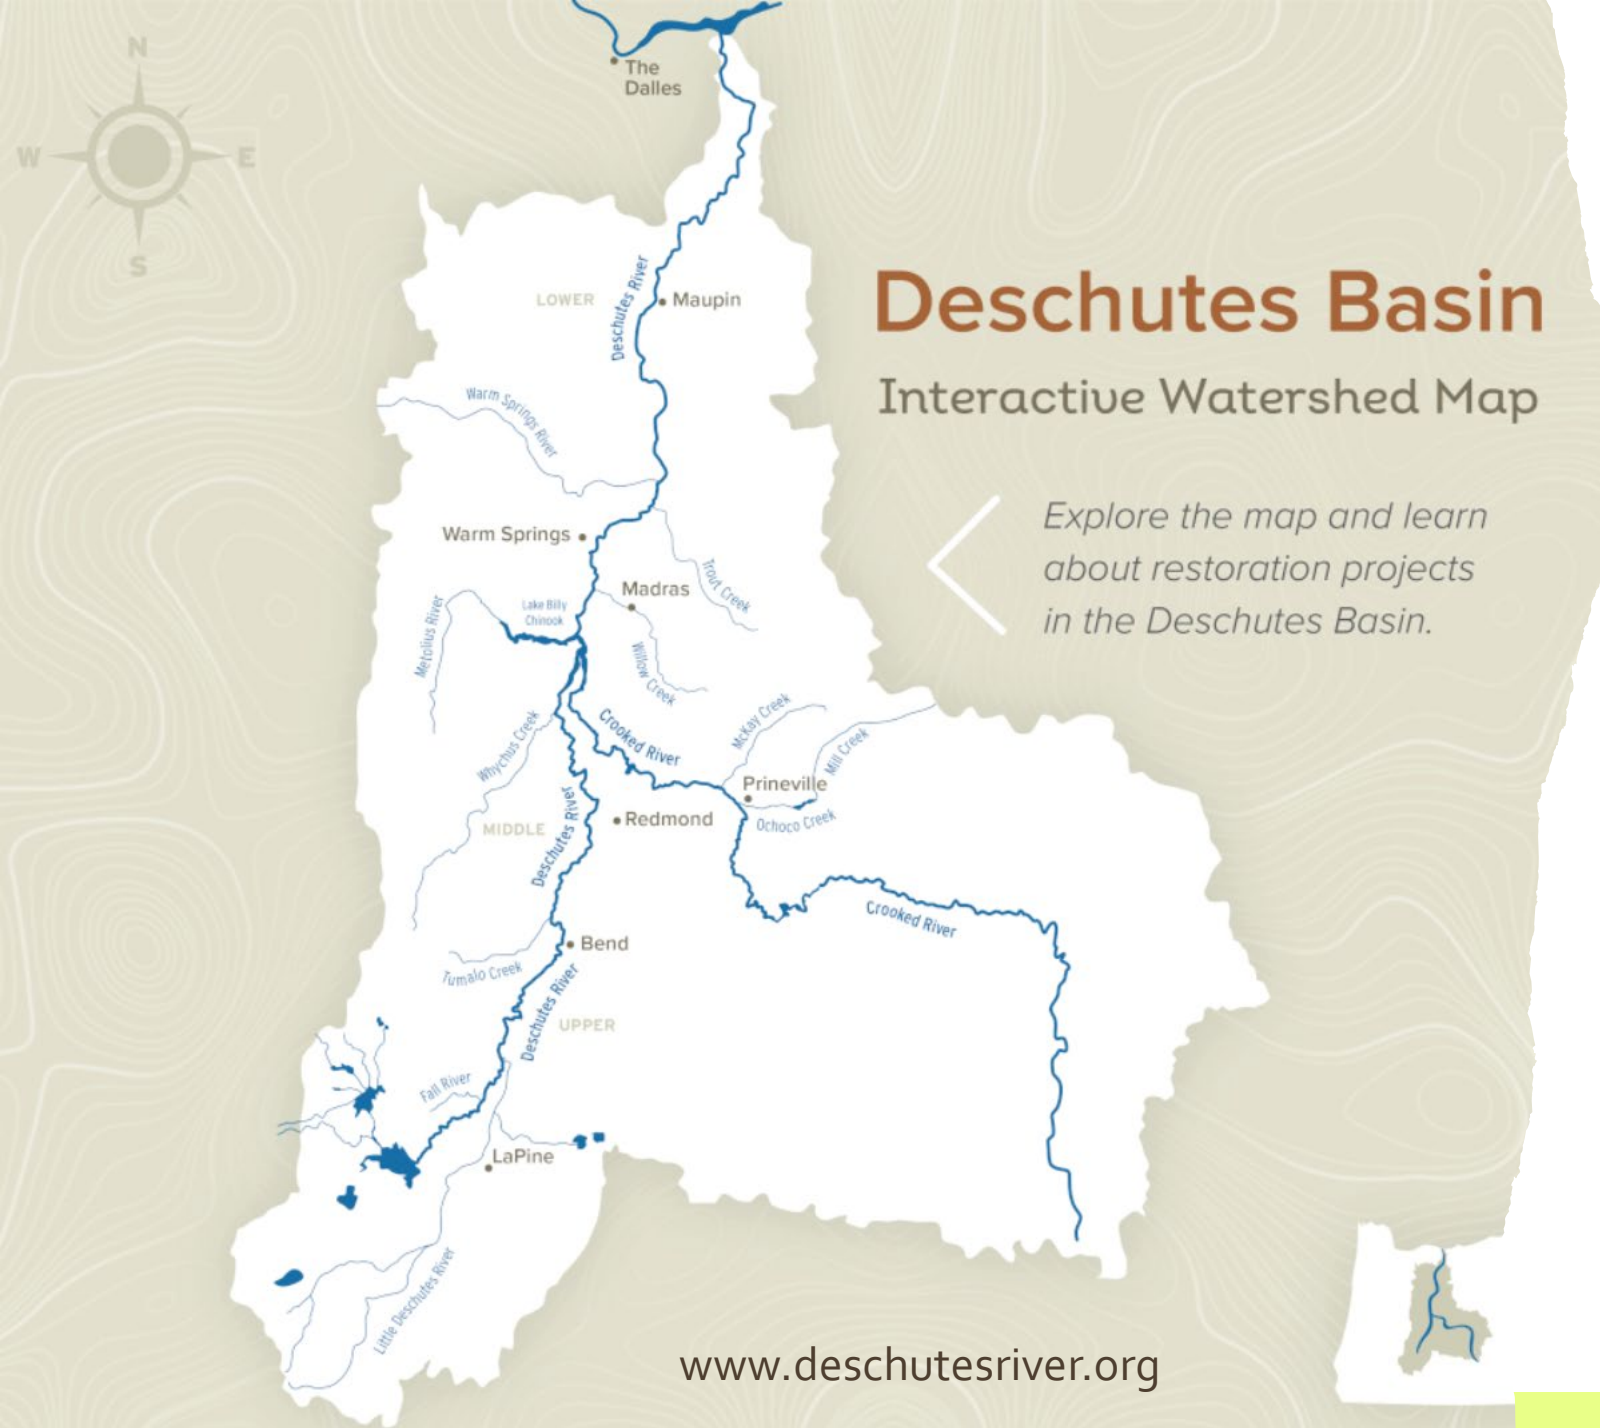 N
W
E
S
The
Dalles
Deschutes River
LOWER
Maupin
Deschutes Basin
Interactive Watershed Map
Warm Springs River
Explore the map and learn
about restoration projects
in the Deschutes Basin.
Warm Springs
Trout Creek
Madras
Lake Billy
Chinook
Metolius River
Willow Creek
McKay Creek
Crooked River
Whychus Creek
Mill Creek
Prineville
Redmond
Ochoco Creek
MIDDLE
Deschutes River
Crooked River
Bend
Tumalo Creek
Deschutes River
UPPER
Fall River
LaPine
Little Deschutes River
www.deschutesriver.org